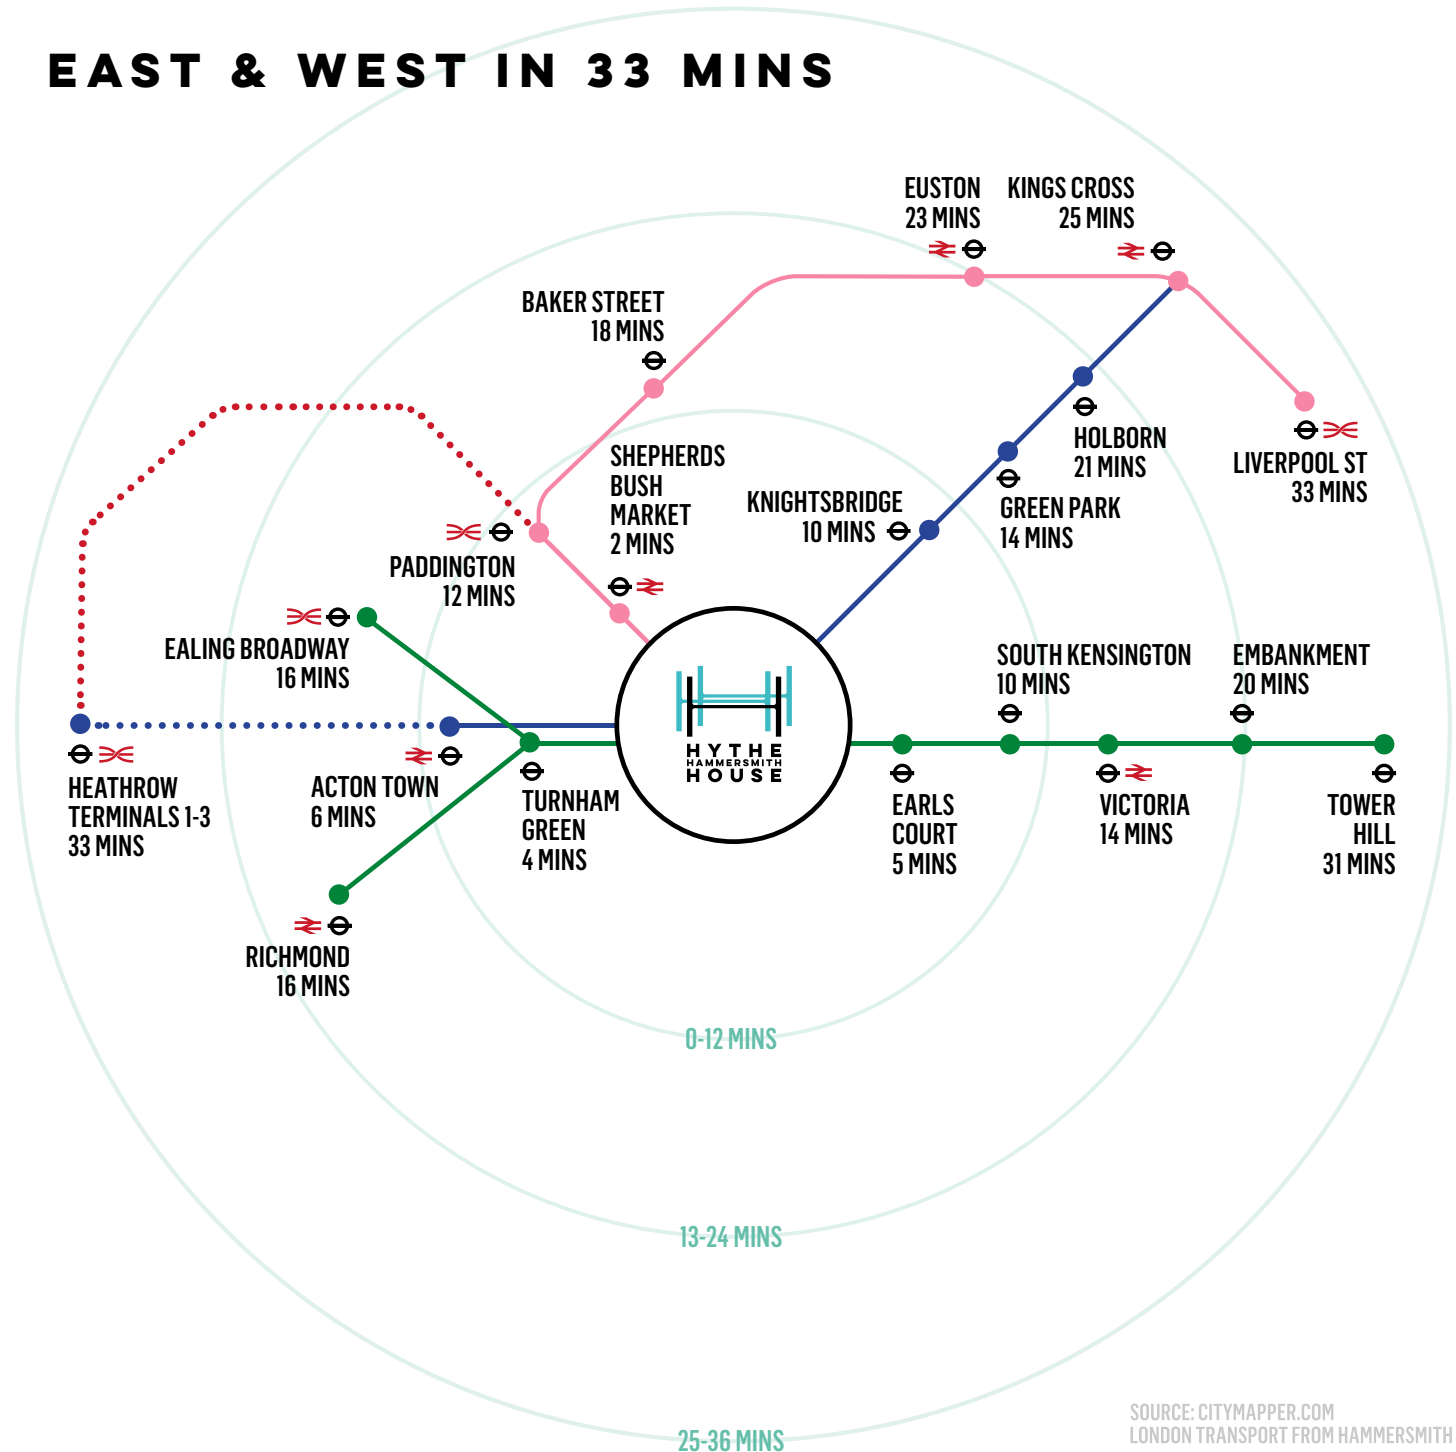 EAST & WEST IN 33 MINS
EUSTON
23 MINS
KINGS CROSS
25 MINS
BAKER STREET
18 MINS
SHEPHERDS
BUSH
MARKET
2 MINS
KNIGHTSBRIDGE
10 MINS
HOLBORN
21 MINS
GREEN PARK
14 MINS
LIVERPOOL ST
33 MINS
PADDINGTON
12 MINS
EALING BROADWAY
16 MINS
SOUTH KENSINGTON
10 MINS
EMBANKMENT
20 MINS
HYTHE
HAMMERSMITH
HOUSE
HEATHROW
TERMINALS 1-3
33 MINS
ACTON TOWN
6 MINS
TURNHAM
GREEN
4 MINS
EARLS
COURT
5 MINS
VICTORIA
14 MINS
TOWER
HILL
31 MINS
RICHMOND
16 MINS
0-12 MINS
13-24 MINS
25-36 MINS
SOURCE: CITYMAPPER.COM
LONDON TRANSPORT FROM HAMMERSMITH